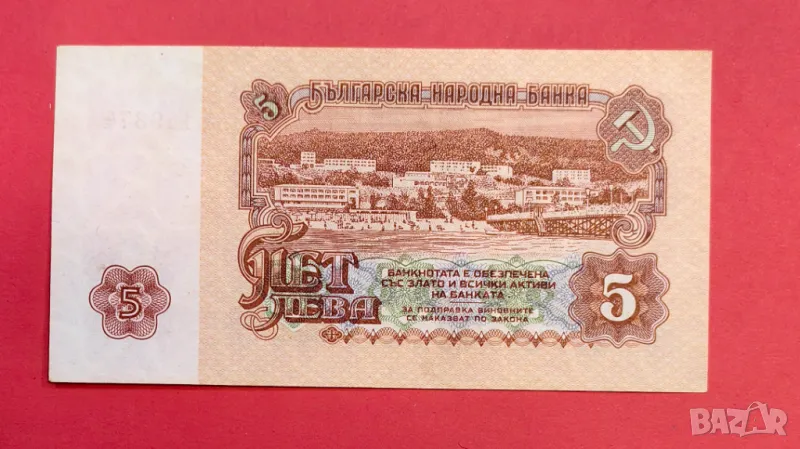 БЪЛГАРСКА НАРОДНА БАНКА
5
ПЕТ
ЛЕВА
БАНКНОТАТА Е ОБЕЗПЕЧЕНА
СЪС ЗЛАТО И ВСИЧКИ АКТИВИ
НА БАНКАТА
ЗА ПОДПРАВКА ВИНОВНИТЕ
СЕ НАКАЗВАТ ПО ЗАКОНА
5
5
BAZAR